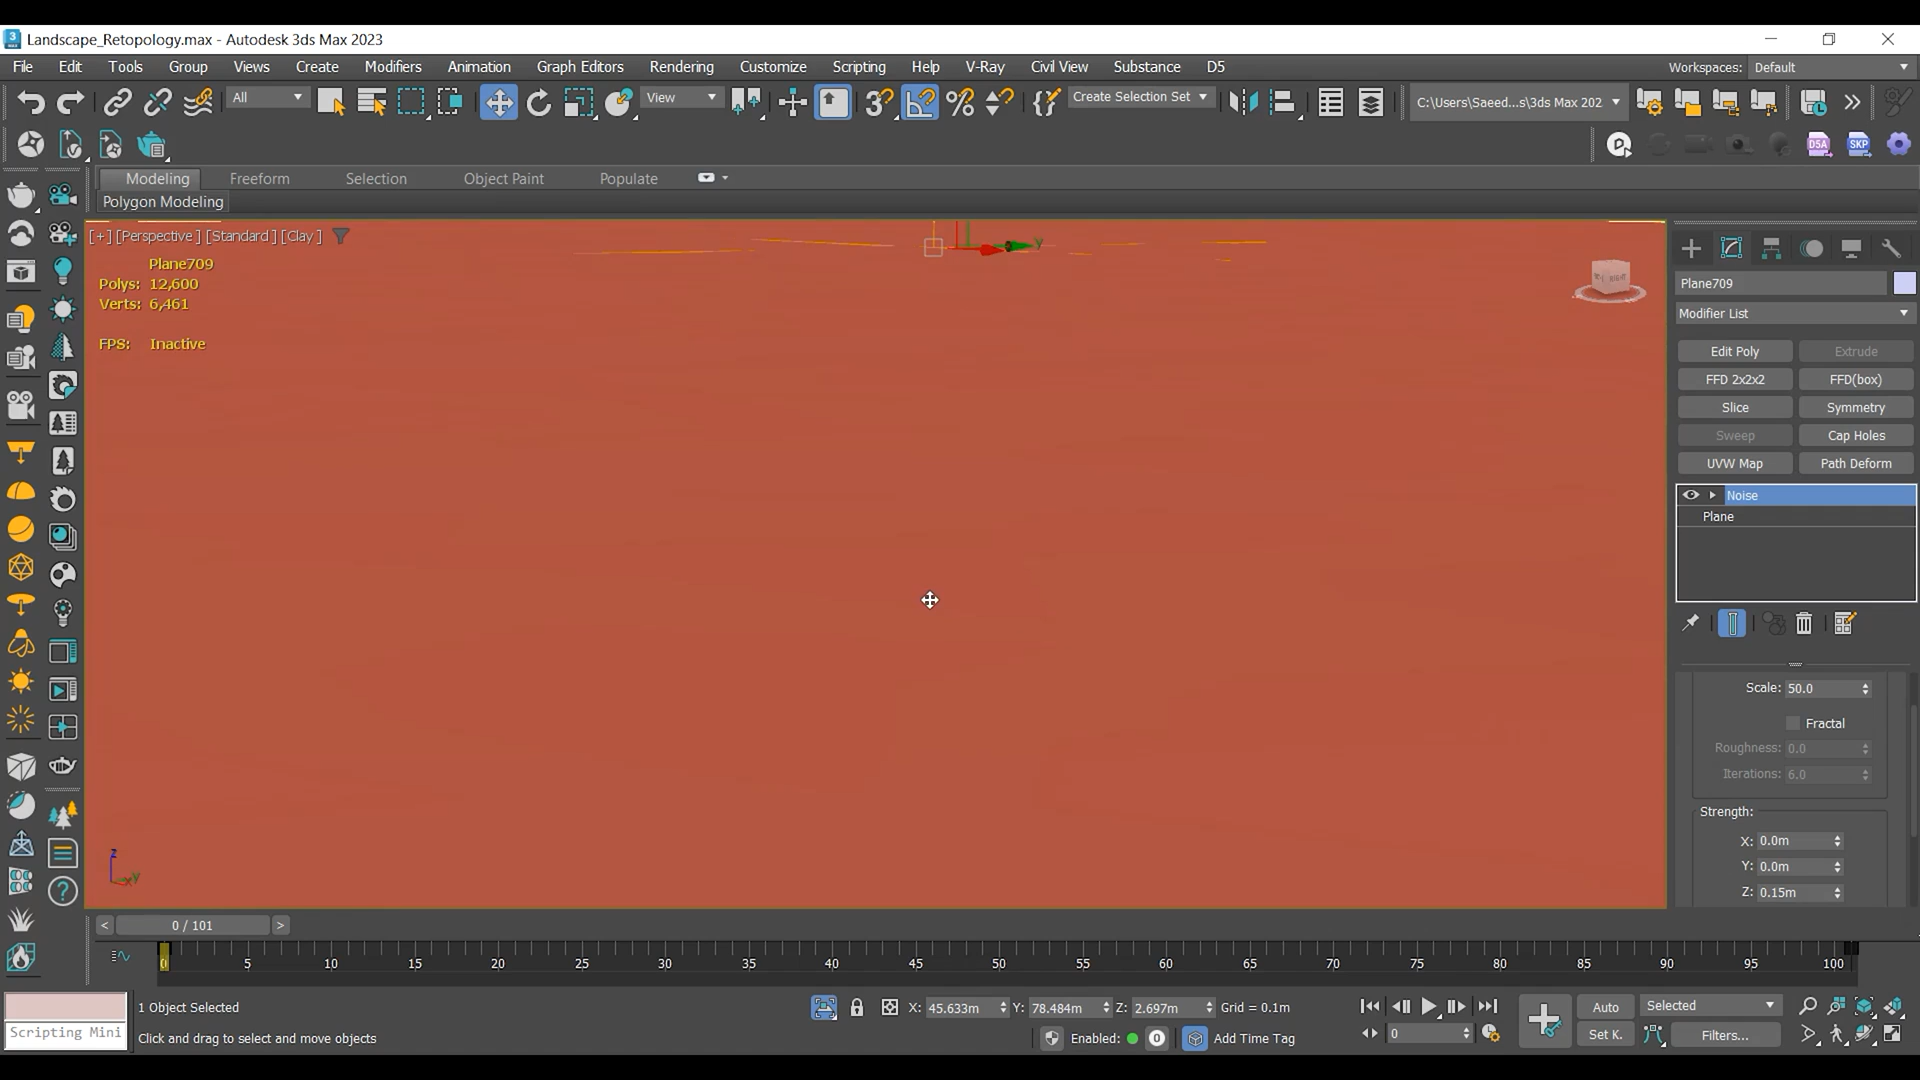 Landscape_Retopology.max - Autodesk 3ds Max 2023
File Edit Tools Group Views Create Modifiers Animation Graph Editors Rendering Customize Scripting Help V-Ray Civil View Substance D5
Workspaces: Default
All
View
Create Selection Set
C:\Users\Saeed...s\3ds Max 202
D5A
SKP
Modeling Freeform Selection Object Paint Populate
Polygon Modeling
[+] [Perspective] [Standard] [Clay]
Plane709
Polys: 12,600
Verts: 6,461
FPS: Inactive
y
RIGHT
z
y
Plane709
Modifier List
Edit Poly Extrude
FFD 2x2x2 FFD(box)
Slice Symmetry
Sweep Cap Holes
UVW Map Path Deform
Noise
Plane
Scale: 50.0
Fractal
Roughness: 0.0
Iterations: 6.0
Strength:
X: 0.0m
Y: 0.0m
Z: 0.15m
< 0 / 101 >
0 5 10 15 20 25 30 35 40 45 50 55 60 65 70 75 80 85 90 95 100
1 Object Selected
X: 45.633m Y: 78.484m Z: 2.697m Grid = 0.1m
Auto Selected
Scripting Mini
Click and drag to select and move objects
Enabled: 0 Add Time Tag
0
Set K. Filters...